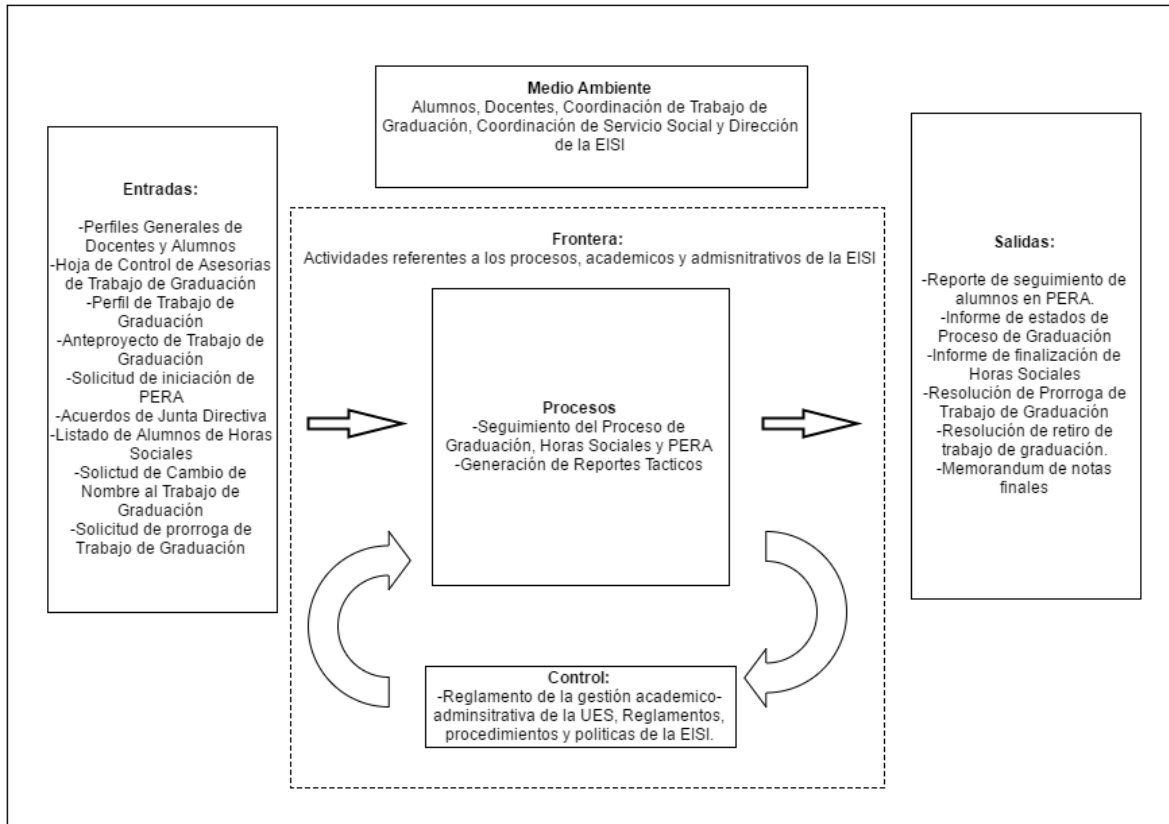 Medio Ambiente
Alumnos, Docentes, Coordinación de Trabajo de
Graduación, Coordinación de Servicio Social y Dirección
de la EISI
Entradas:
-Perfiles Generales de
Docentes y Alumnos
-Hoja de Control de Asesorias
de Trabajo de Graduación
-Perfil de Trabajo de
Graduación
-Anteproyecto de Trabajo de
Graduación
-Solicitud de iniciación de
PERA
-Acuerdos de Junta Directiva
-Listado de Alumnos de Horas
Sociales
-Solictud de Cambio de
Nombre al Trabajo de
Graduación
-Solicitud de prorroga de
Trabajo de Graduación
Frontera:
Actividades referentes a los procesos, academicos y admisnitrativos de la EISI
Procesos
-Seguimiento del Proceso de
Graduación, Horas Sociales y PERA
-Generación de Reportes Tacticos
Control:
-Reglamento de la gestión academico-
adminsitrativa de la UES, Reglamentos,
procedimientos y politicas de la EISI.
Salidas:
-Reporte de seguimiento de
alumnos en PERA.
-Informe de estados de
Proceso de Graduación
-Informe de finalización de
Horas Sociales
-Resolución de Prorroga de
Trabajo de Graduación
-Resolución de retiro de
trabajo de graduación.
-Memorandum de notas
finales